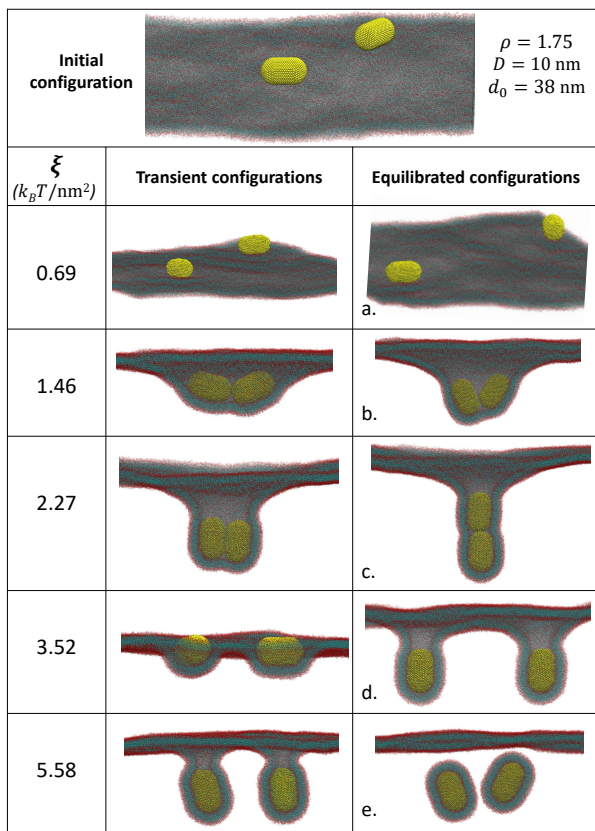 Initial configuration
ρ = 1.75
D = 10 nm
d₀ = 38 nm
ξ
(k_BT/nm²)
Transient configurations
Equilibrated configurations
0.69
a.
1.46
b.
2.27
c.
3.52
d.
5.58
e.